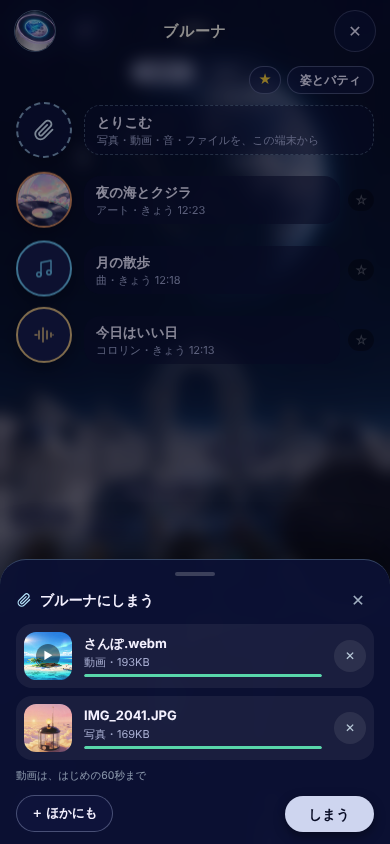 ブルーナ
×
★
姿とバティ
とりこむ
写真・動画・音・ファイルを、この端末から
夜の海とクジラ
アート・きょう 12:23
☆
月の散歩
曲・きょう 12:18
☆
今日はいい日
コロリン・きょう 12:13
☆
ブルーナにしまう
×
さんぽ.webm
動画・193KB
×
IMG_2041.JPG
写真・169KB
×
動画は、はじめの60秒まで
+ ほかにも
しまう